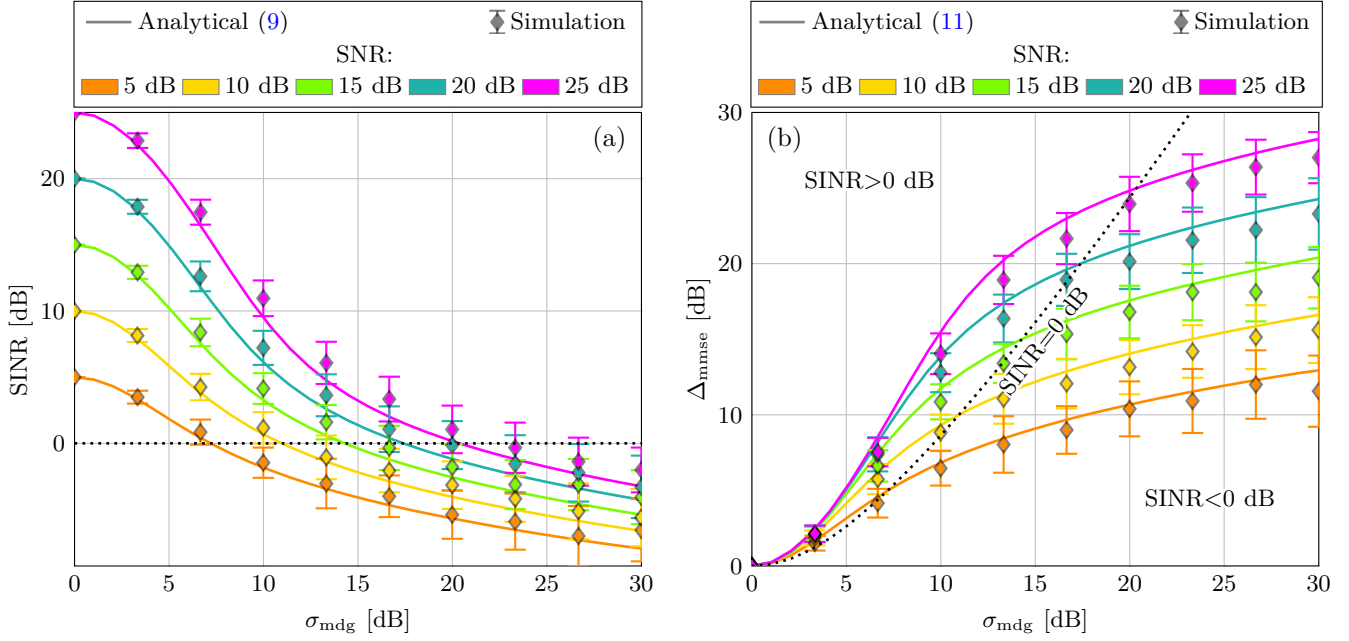 Analytical (9) Simulation
SNR:
5 dB 10 dB 15 dB 20 dB 25 dB
(a)
20
10
0
SINR [dB]
0 5 10 15 20 25 30
σmdg [dB]
Analytical (11) Simulation
SNR:
5 dB 10 dB 15 dB 20 dB 25 dB
(b)
30
20
10
0
Δmmse [dB]
SINR>0 dB
SINR=0 dB
SINR<0 dB
0 5 10 15 20 25 30
σmdg [dB]